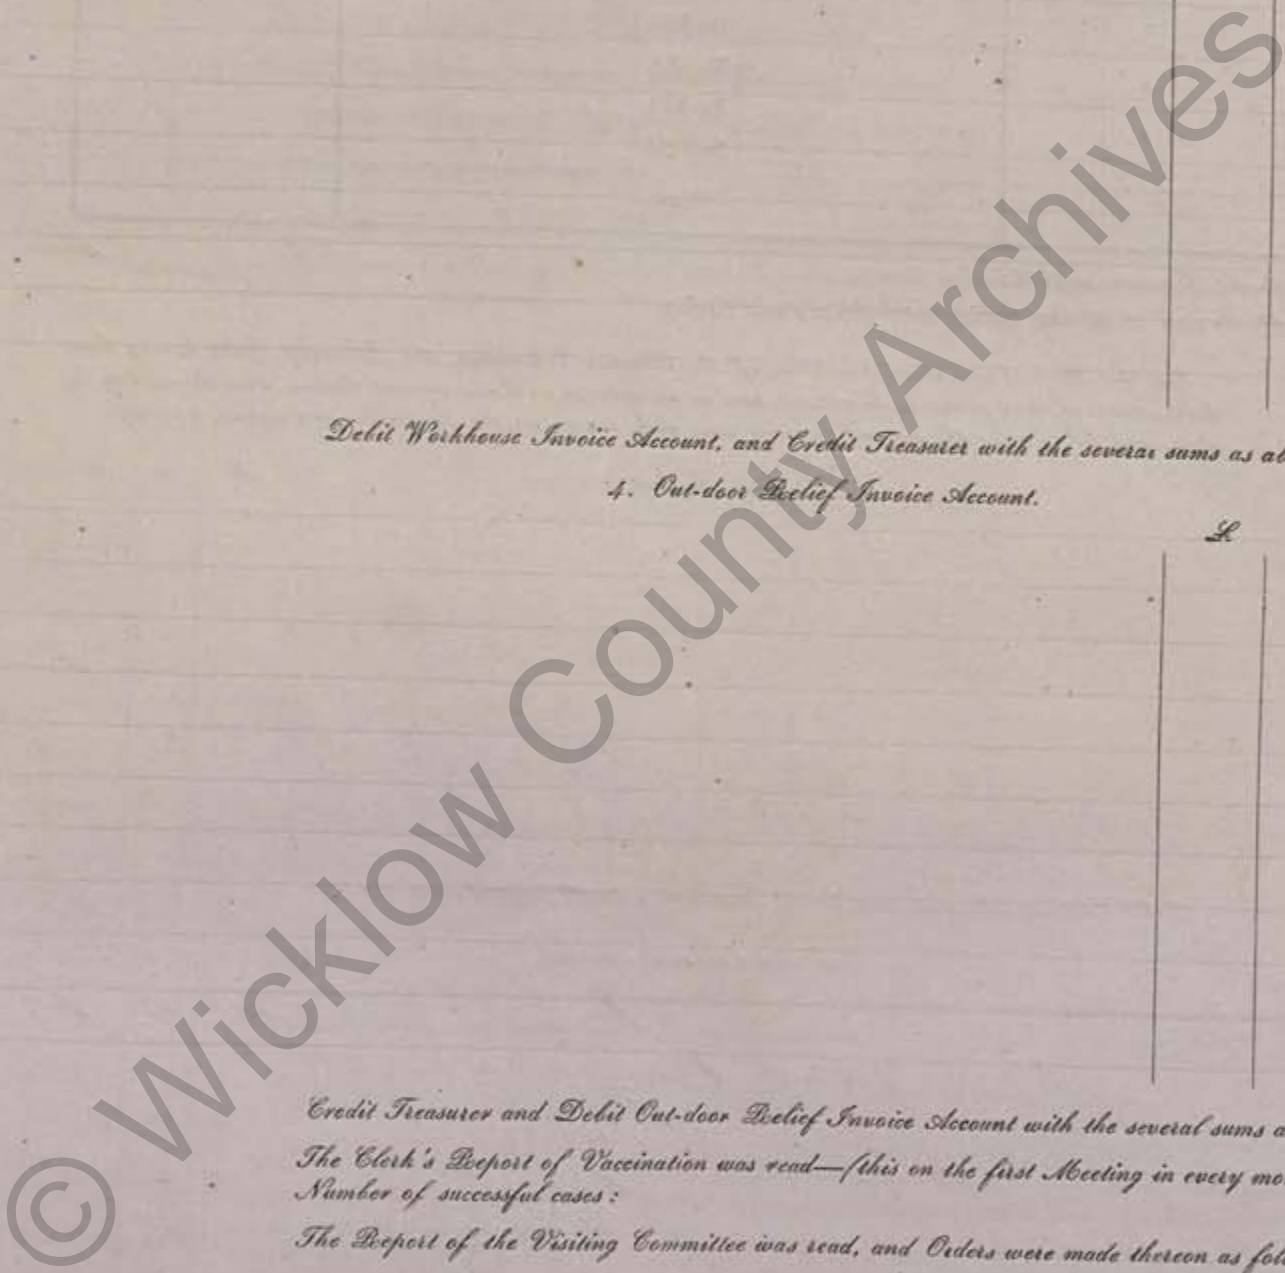 Debit Workhouse Invoice Account, and Credit Treasurer with the several sums as ab
4. Out-door Relief Invoice Account.
£
Credit Treasurer and Debit Out-door Relief Invoice Account with the several sums a
The Clerk's Report of Vaccination was read—(this on the first Meeting in every mo
Number of successful cases:
The Report of the Visiting Committee was read, and Orders were made thereon as fol
© Wicklow County Archives